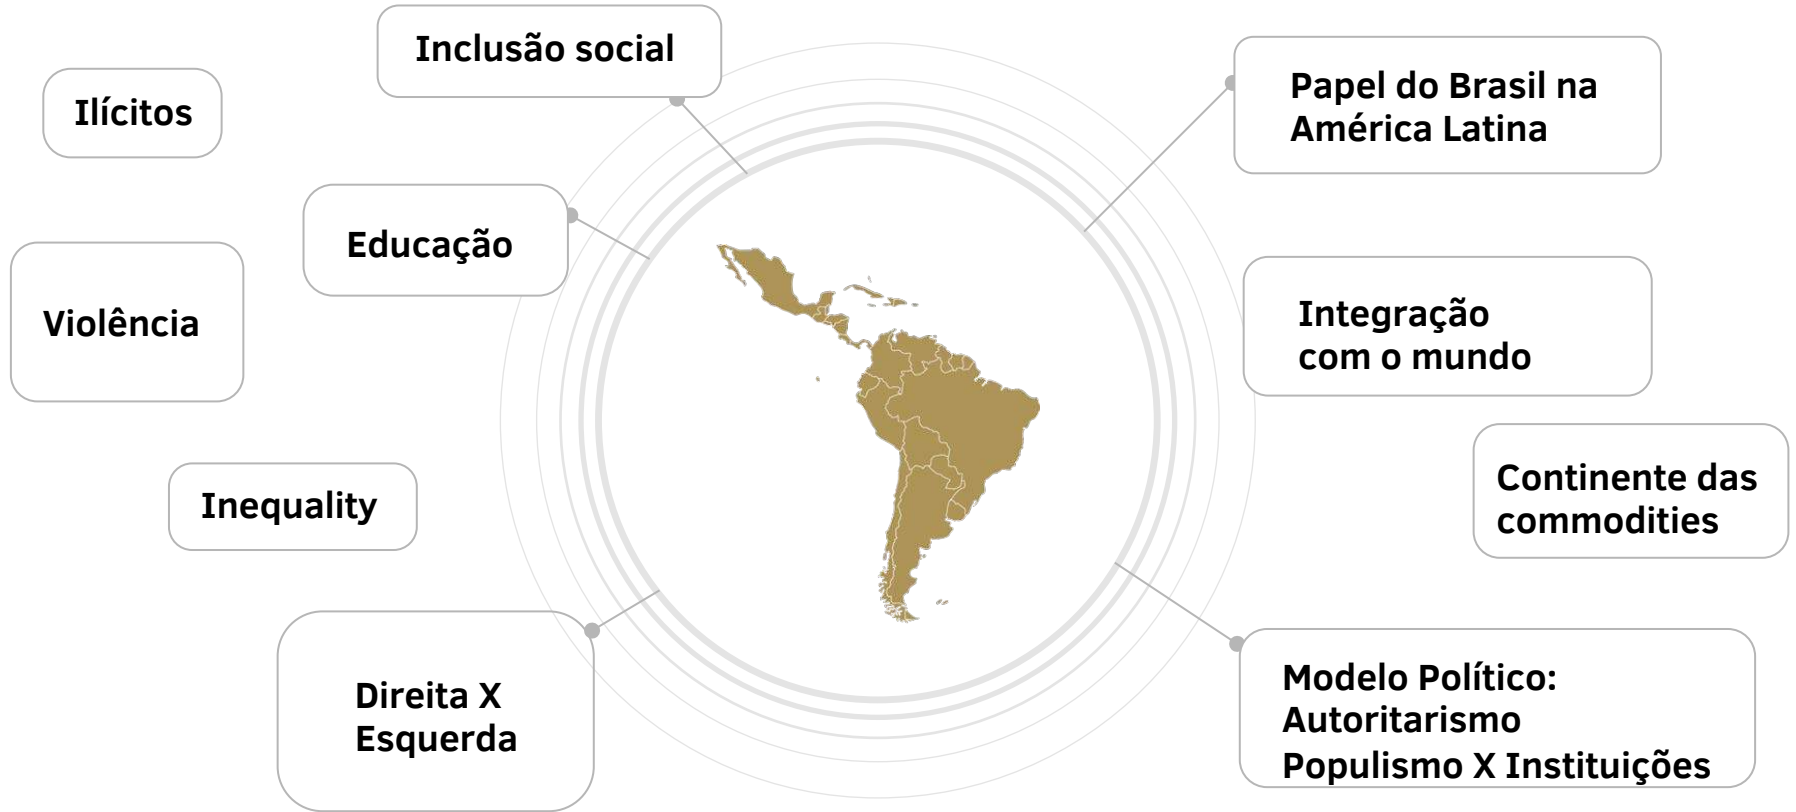 Inclusão social
Ilícitos
Educação
Violência
Inequality
Direita X
Esquerda
Papel do Brasil na
América Latina
Integração
com o mundo
Continente das
commodities
Modelo Político:
Autoritarismo
Populismo X Instituições